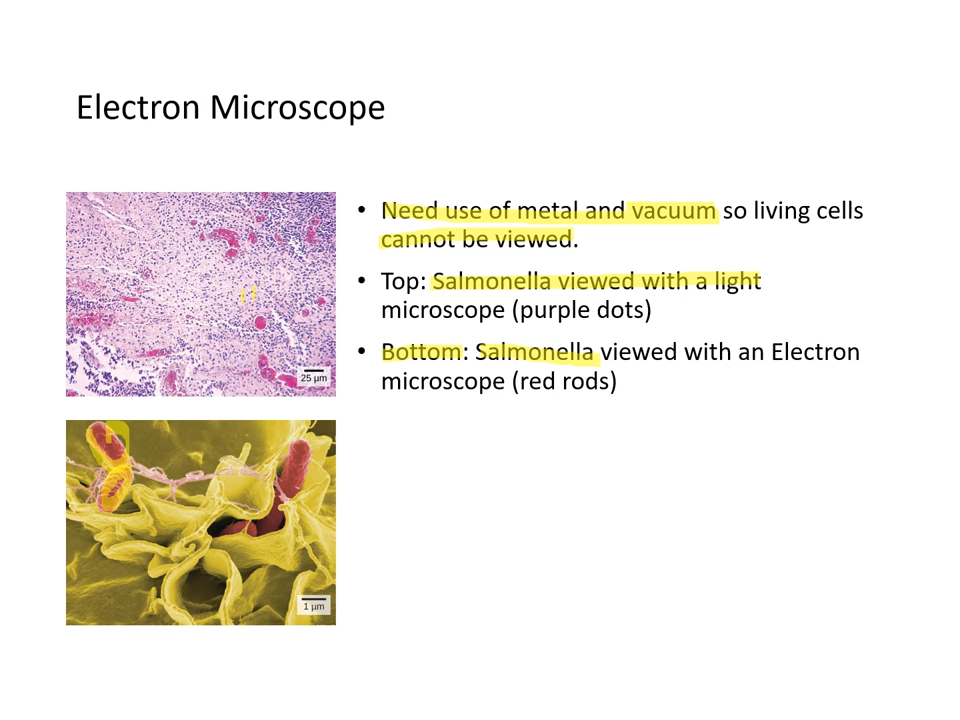 Electron Microscope
• Need use of metal and vacuum so living cells
cannot be viewed.
• Top: Salmonella viewed with a light
microscope (purple dots)
• Bottom: Salmonella viewed with an Electron
microscope (red rods)
25 µm
1 µm